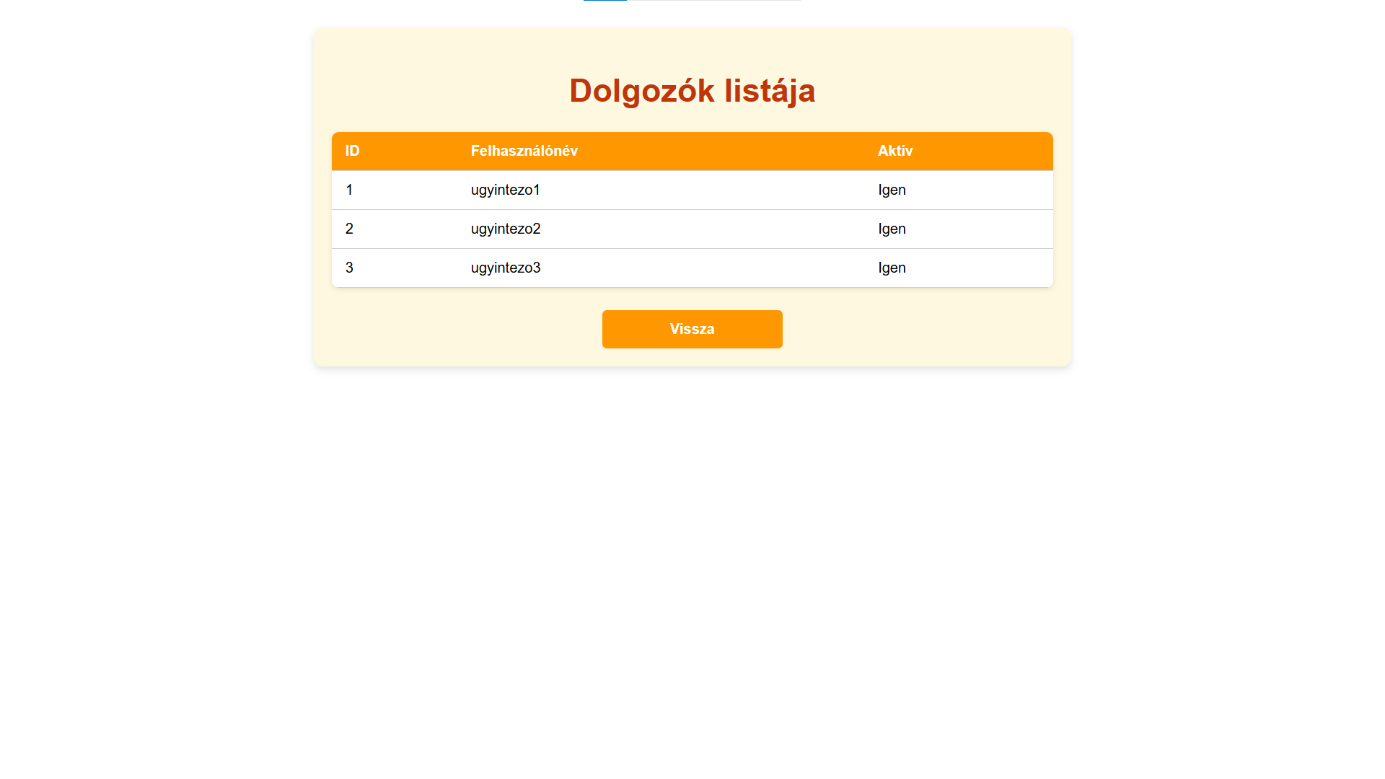 Dolgozók listája
ID Felhasználónév Aktív
1 ugyintezo1 Igen
2 ugyintezo2 Igen
3 ugyintezo3 Igen
Vissza